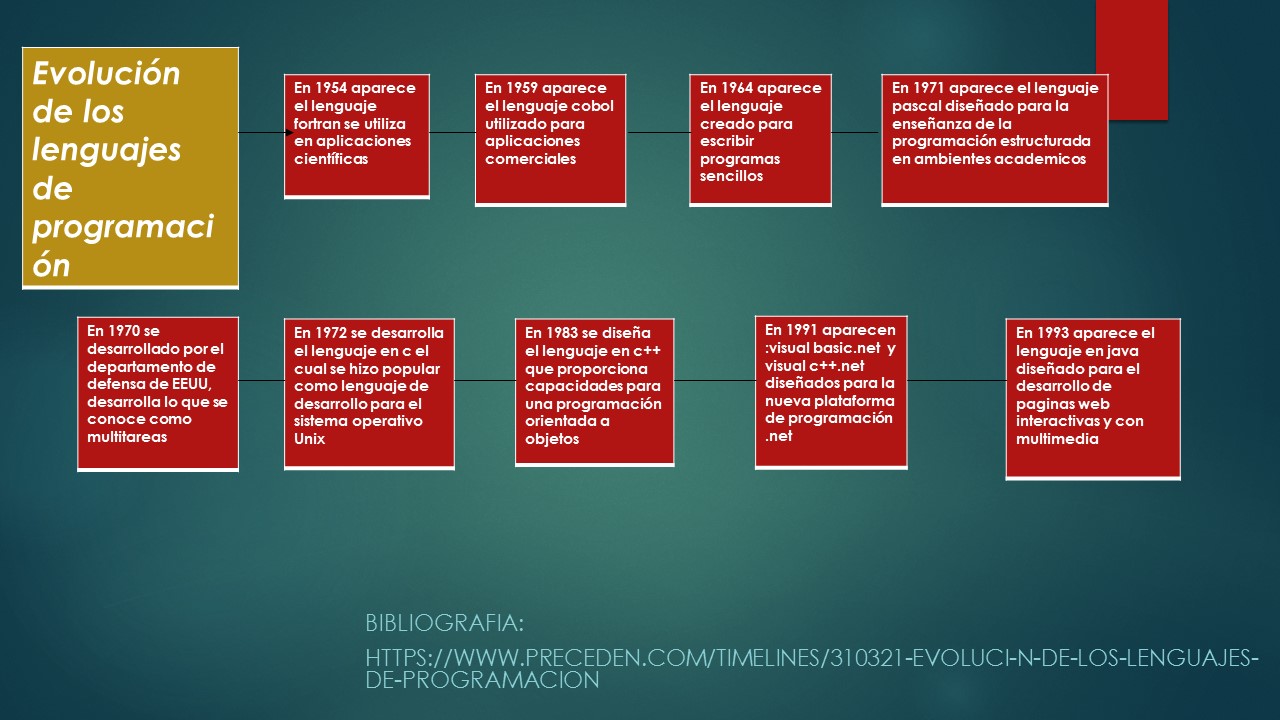 Evolución
de los
lenguajes
de
programaci
ón
En 1954 aparece
el lenguaje
fortran se utiliza
en aplicaciones
científicas
En 1959 aparece
el lenguaje cobol
utilizado para
aplicaciones
comerciales
En 1964 aparece
el lenguaje
creado para
escribir
programas
sencillos
En 1971 aparece el lenguaje
pascal diseñado para la
enseñanza de la
programación estructurada
en ambientes academicos
En 1970 se
desarrollado por el
departamento de
defensa de EEUU,
desarrolla lo que se
conoce como
multitareas
En 1972 se desarrolla
el lenguaje en c el
cual se hizo popular
como lenguaje de
desarrollo para el
sistema operativo
Unix
En 1983 se diseña
el lenguaje en c++
que proporciona
capacidades para
una programación
orientada a
objetos
En 1991 aparecen
:visual basic.net y
visual c++.net
diseñados para la
nueva plataforma
de programación
.net
En 1993 aparece el
lenguaje en java
diseñado para el
desarollo de
paginas web
interactivas y con
multimedia
BIBLIOGRAFIA:
HTTPS://WWW.PRECEDEN.COM/TIMELINES/310321-EVOLUCI-N-DE-LOS-LENGUAJES-
DE-PROGRAMACION